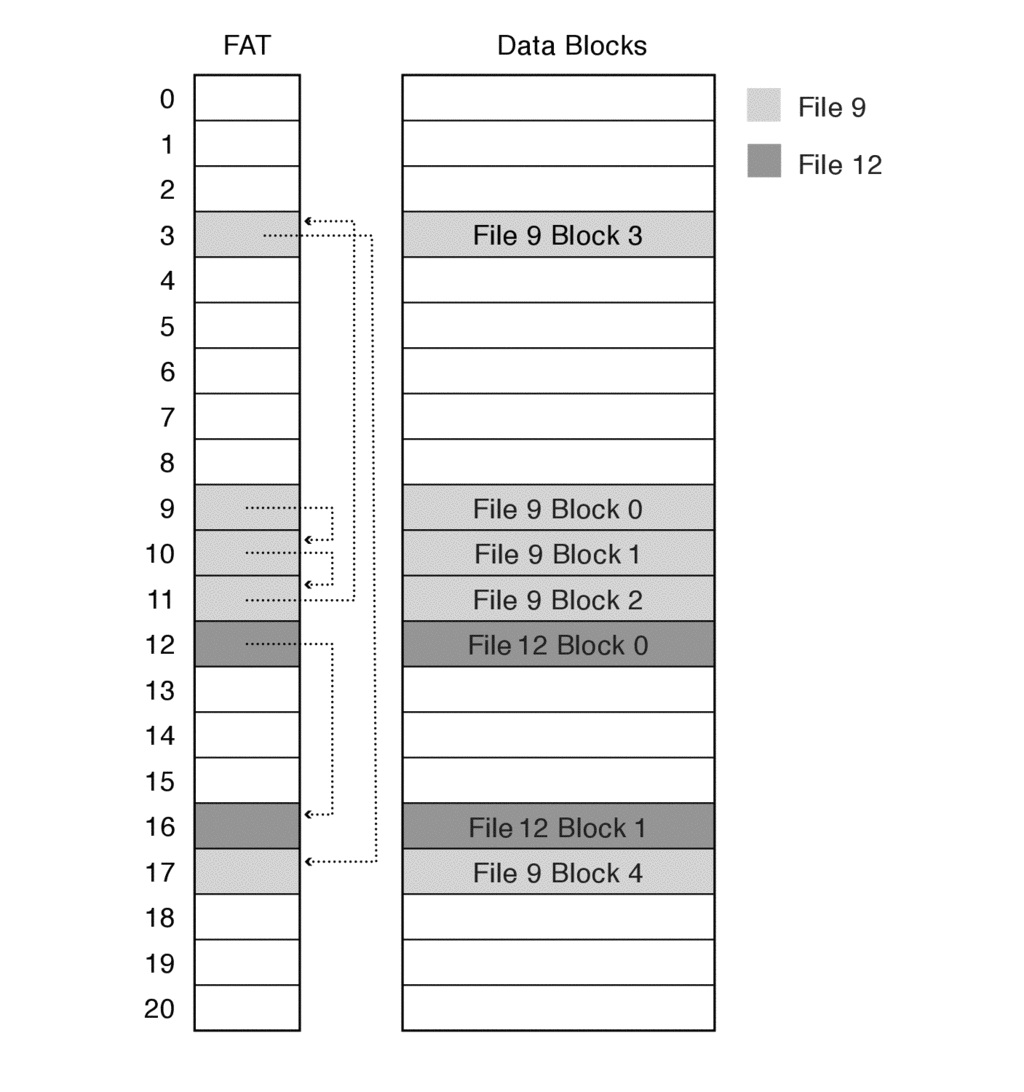 FAT Data Blocks
0 File 9
1 File 12
2
3 File 9 Block 3
4
5
6
7
8
9 File 9 Block 0
10 File 9 Block 1
11 File 9 Block 2
12 File 12 Block 0
13
14
15
16 File 12 Block 1
17 File 9 Block 4
18
19
20